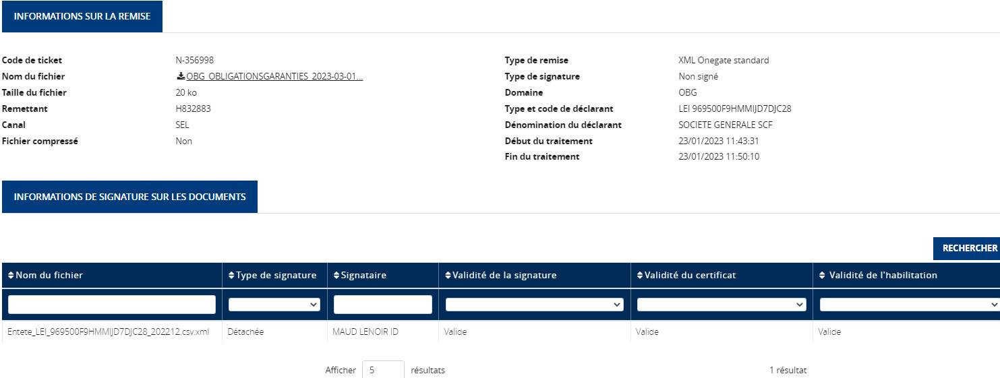 INFORMATIONS SUR LA REMISE
Code de ticket N-356998
Nom du fichier OBG_OBLIGATIONSGARANTIES_2023-03-01...
Taille du fichier 20 ko
Remettant H832883
Canal SEL
Fichier compressé Non
Type de remise XML Onegate standard
Type de signature Non signé
Domaine OBG
Type et code de déclarant LEI 969500F9HMMIJD7DJC28
Dénomination du déclarant SOCIETE GENERALE SCF
Début du traitement 23/01/2023 11:43:31
Fin du traitement 23/01/2023 11:50:10
INFORMATIONS DE SIGNATURE SUR LES DOCUMENTS
RECHERCHER
Nom du fichier Type de signature Signataire Validité de la signature Validité du certificat Validité de l'habilitation
Entete_LEI_969500F9HMMIJD7DJC28_202212.csv.xml Détachée MAUD LENOIR ID Valide Valide Valide
Afficher 5 résultats 1 résultat